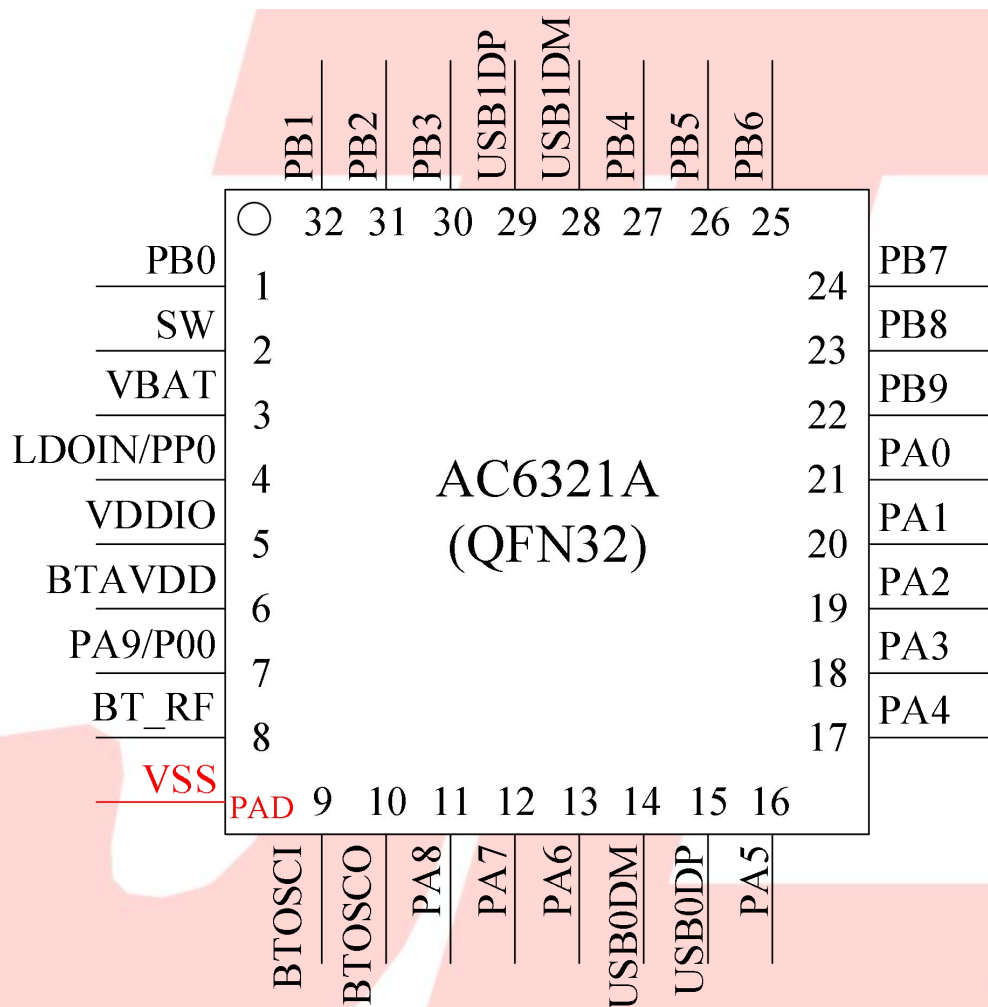 PB1
PB2
PB3
USB1DP
USB1DM
PB4
PB5
PB6
32 31 30 29 28 27 26 25
PB0
1
SW
2
VBAT
3
LDOIN/PP0
4
VDDIO
5
BTAVDD
6
PA9/P00
7
BT_RF
8
VSS
PAD
AC6321A
(QFN32)
24
PB7
23
PB8
22
PB9
21
PA0
20
PA1
19
PA2
18
PA3
17
PA4
9 10 11 12 13 14 15 16
BTOSCI
BTOSCO
PA8
PA7
PA6
USB0DM
USB0DP
PA5